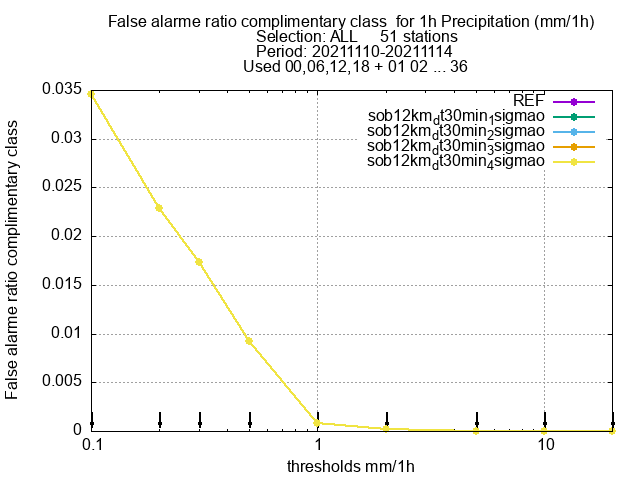 False alarme ratio complimentary class  for 1h Precipitation (mm/1h)
Selection: ALL     51 stations
Period: 20211110-20211114
Used 00,06,12,18 + 01 02 ... 36
REF
sob12km_dt30min_1sigmao
sob12km_dt30min_2sigmao
sob12km_dt30min_3sigmao
sob12km_dt30min_4sigmao
False alarme ratio complimentary class
0.035
0.03
0.025
0.02
0.015
0.01
0.005
0
0.1 1 10
thresholds mm/1h